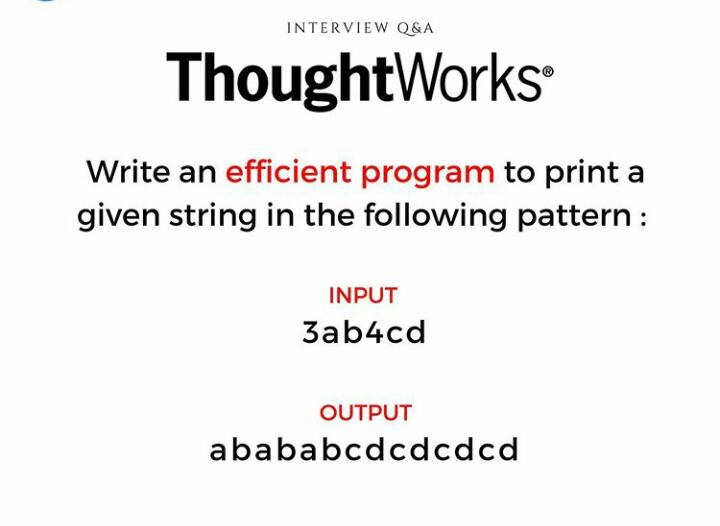 INTERVIEW Q&A
ThoughtWorks®
Write an efficient program to print a
given string in the following pattern :
INPUT
3ab4cd
OUTPUT
abababcdcdcdcd